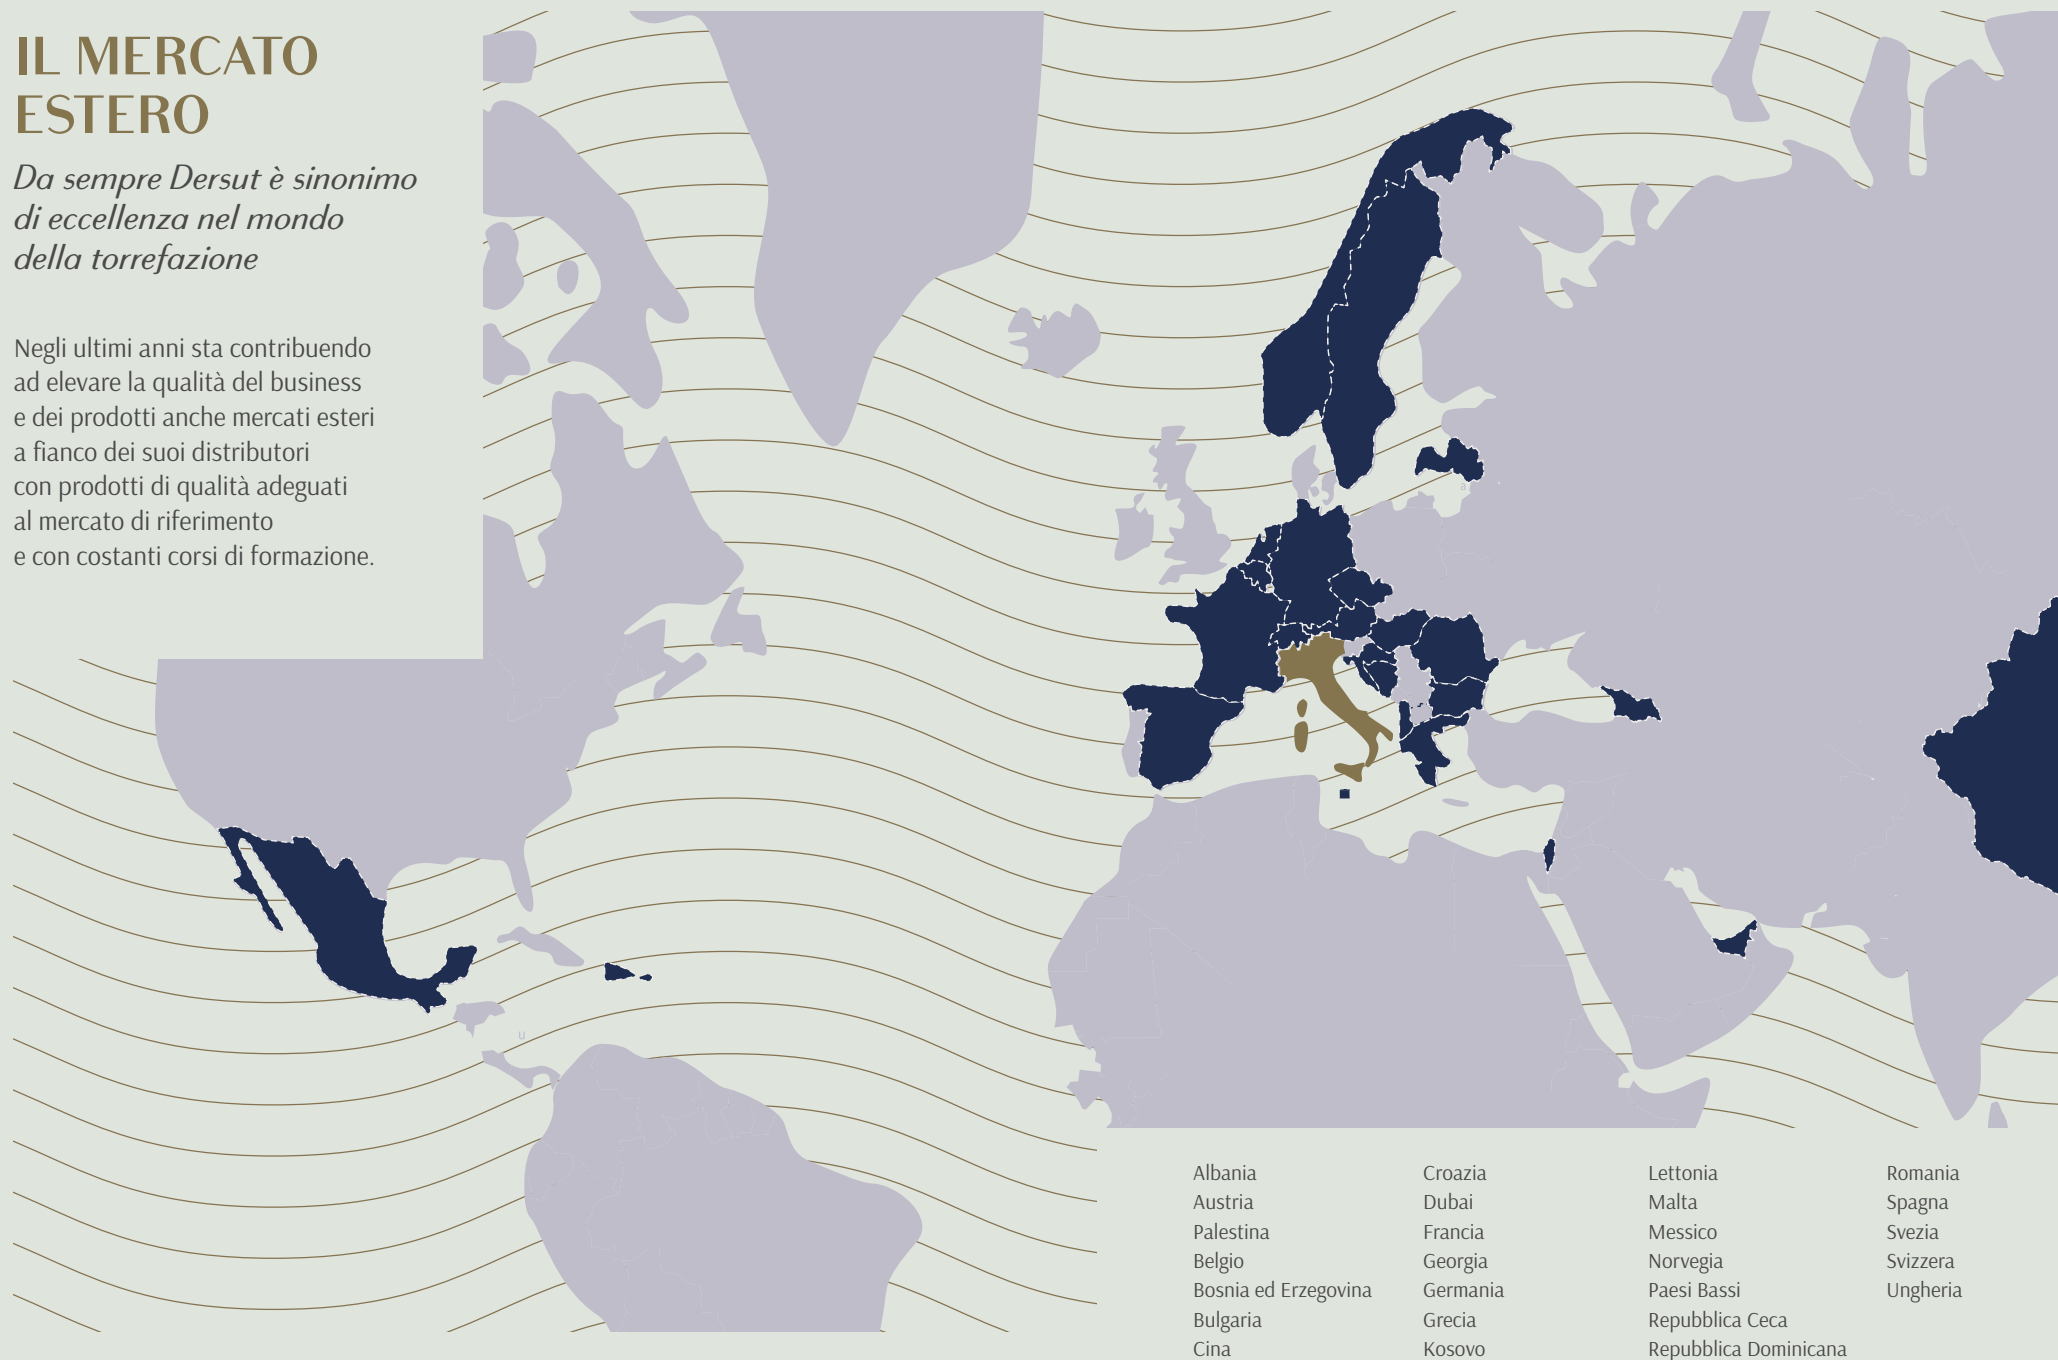 IL MERCATO
ESTERO
Da sempre Dersut è sinonimo
di eccellenza nel mondo
della torrefazione
Negli ultimi anni sta contribuendo
ad elevare la qualità del business
e dei prodotti anche mercati esteri
a fianco dei suoi distributori
con prodotti di qualità adeguati
al mercato di riferimento
e con costanti corsi di formazione.
a
u
Albania
Austria
Palestina
Belgio
Bosnia ed Erzegovina
Bulgaria
Cina
Croazia
Dubai
Francia
Georgia
Germania
Grecia
Kosovo
Lettonia
Malta
Messico
Norvegia
Paesi Bassi
Repubblica Ceca
Repubblica Dominicana
Romania
Spagna
Svezia
Svizzera
Ungheria